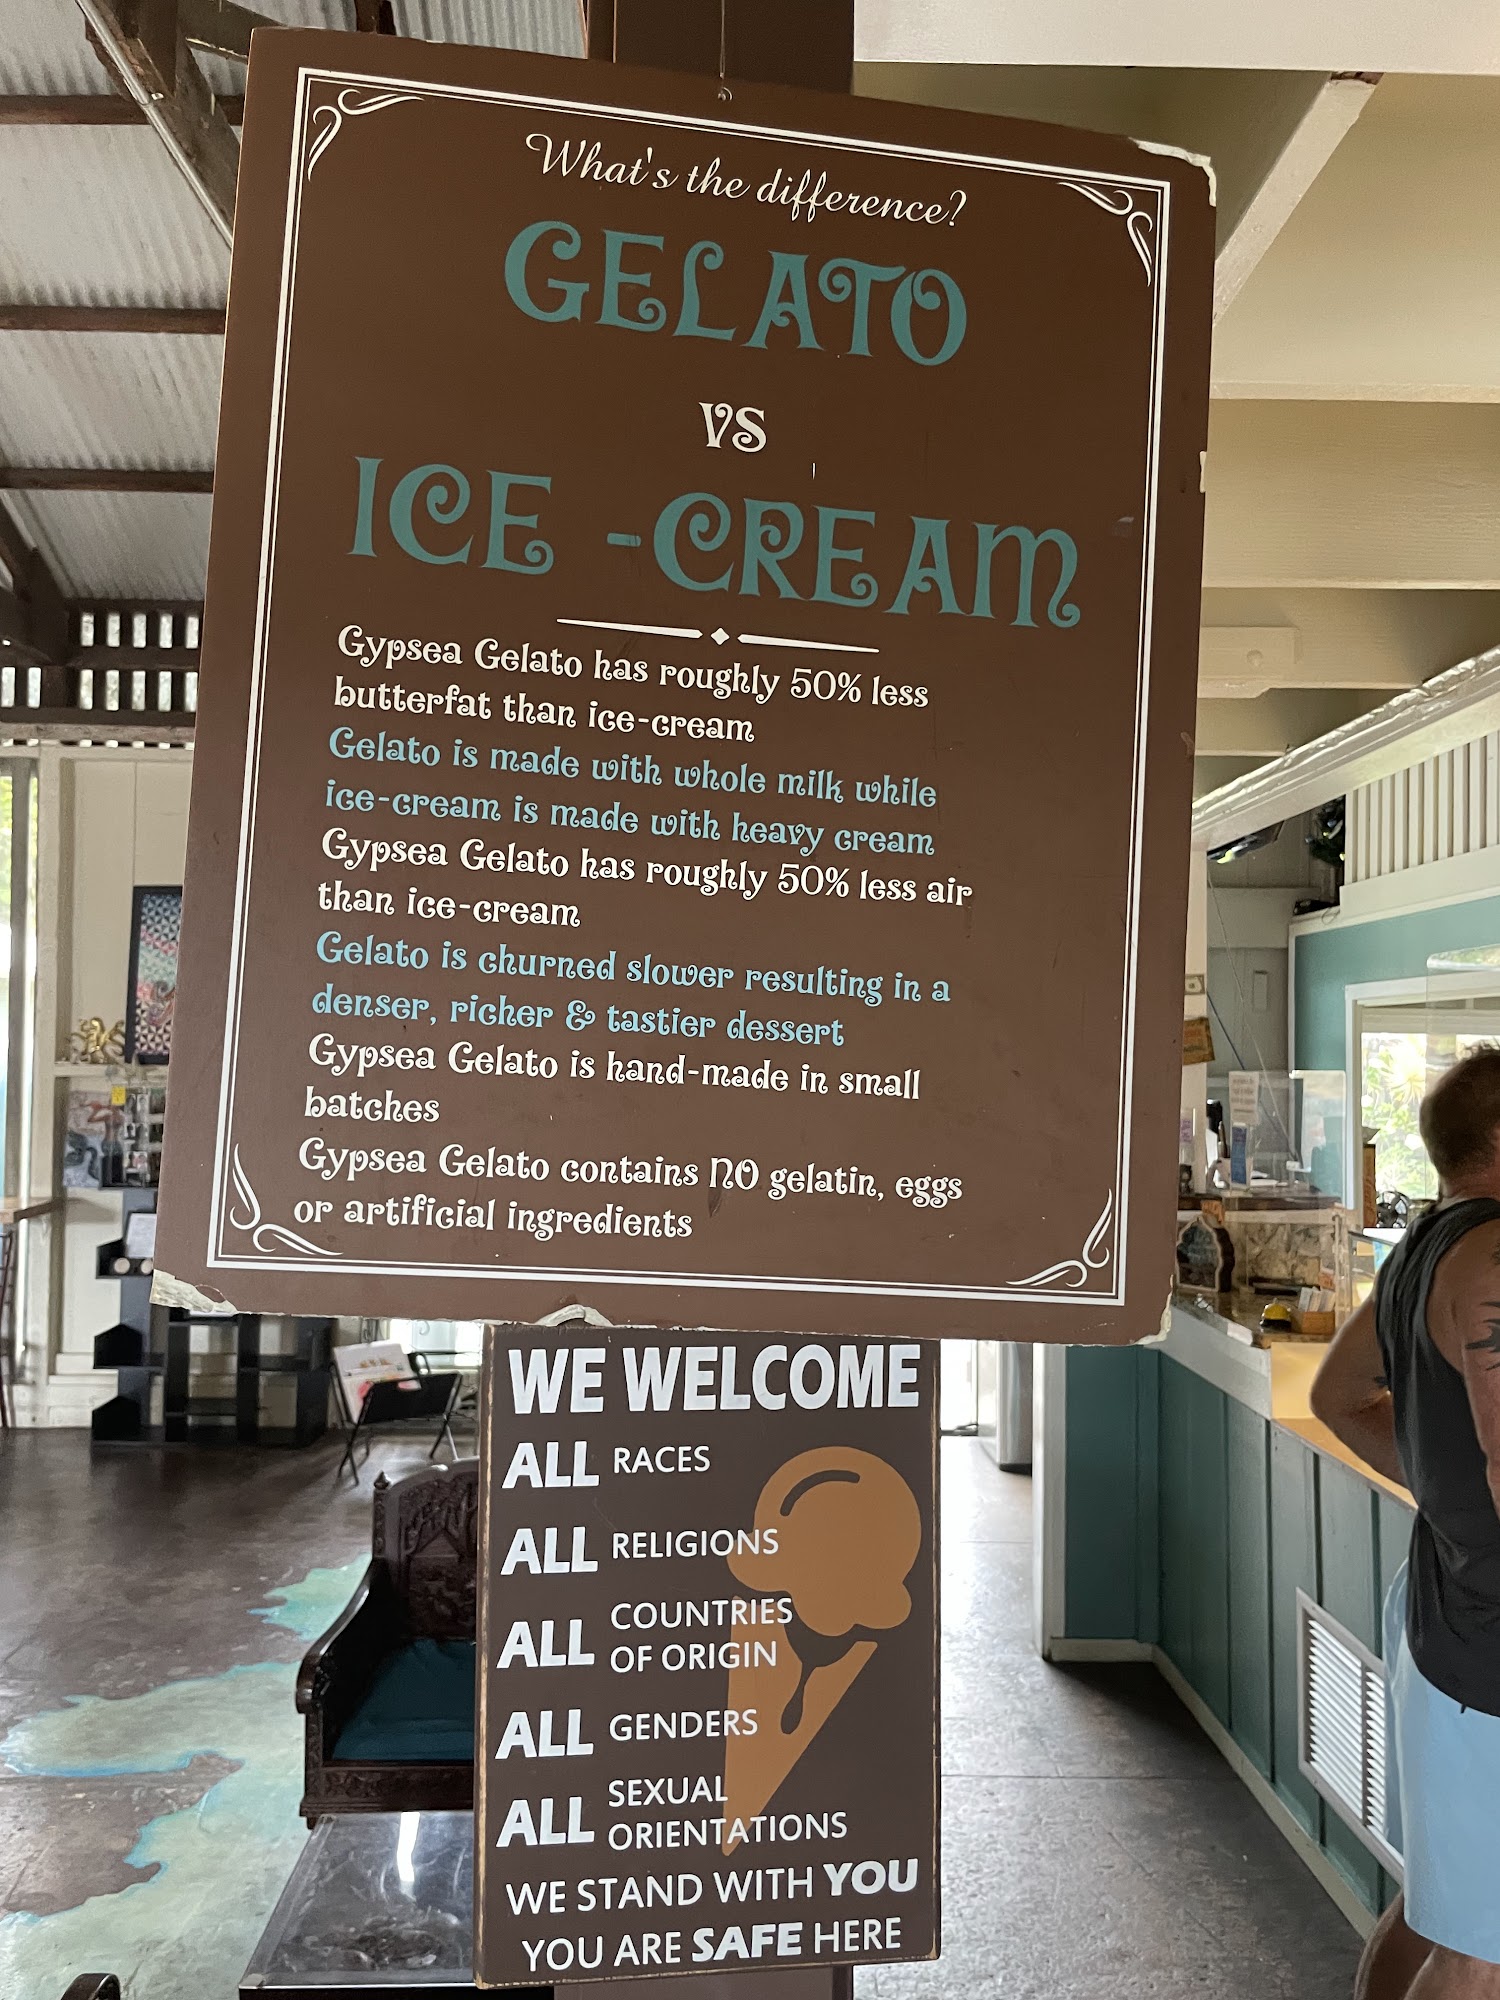 What's the difference?
GELATO
VS
ICE -CREAM
Gypsea Gelato has roughly 50% less
butterfat than ice-cream
Gelato is made with whole milk while
ice-cream is made with heavy cream
Gypsea Gelato has roughly 50% less air
than ice-cream
Gelato is churned slower resulting in a
denser, richer & tastier dessert
Gypsea Gelato is hand-made in small
batches
Gypsea Gelato contains NO gelatin, eggs
or artificial ingredients
WE WELCOME
ALL RACES
ALL RELIGIONS
ALL COUNTRIES
OF ORIGIN
ALL GENDERS
ALL SEXUAL
ORIENTATIONS
WE STAND WITH YOU
YOU ARE SAFE HERE